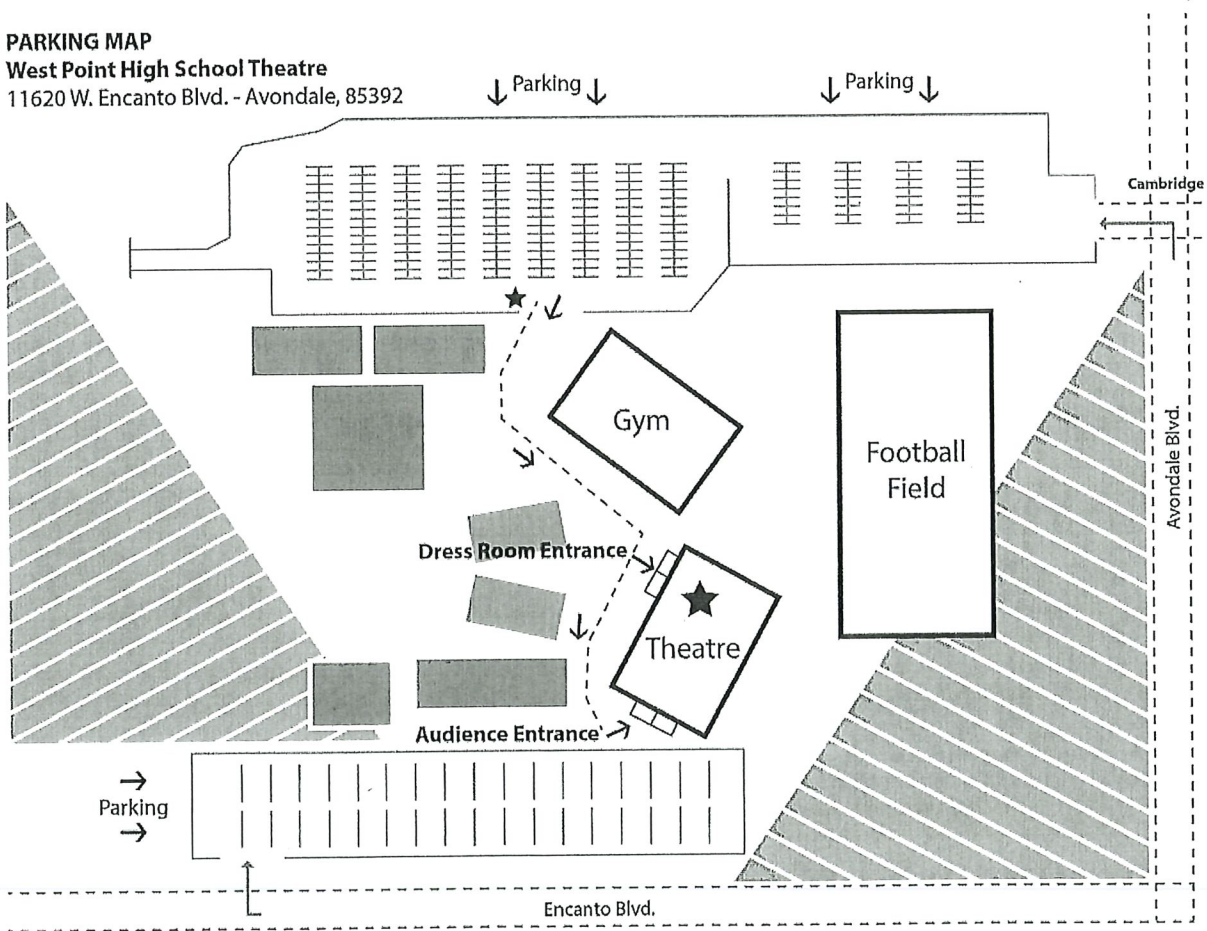 PARKING MAP
West Point High School Theatre
11620 W. Encanto Blvd. - Avondale, 85392
Parking
Parking
Cambridge
Gym
Football
Field
Avondale Blvd.
Dress Room Entrance
Theatre
Audience Entrance
Parking
Encanto Blvd.